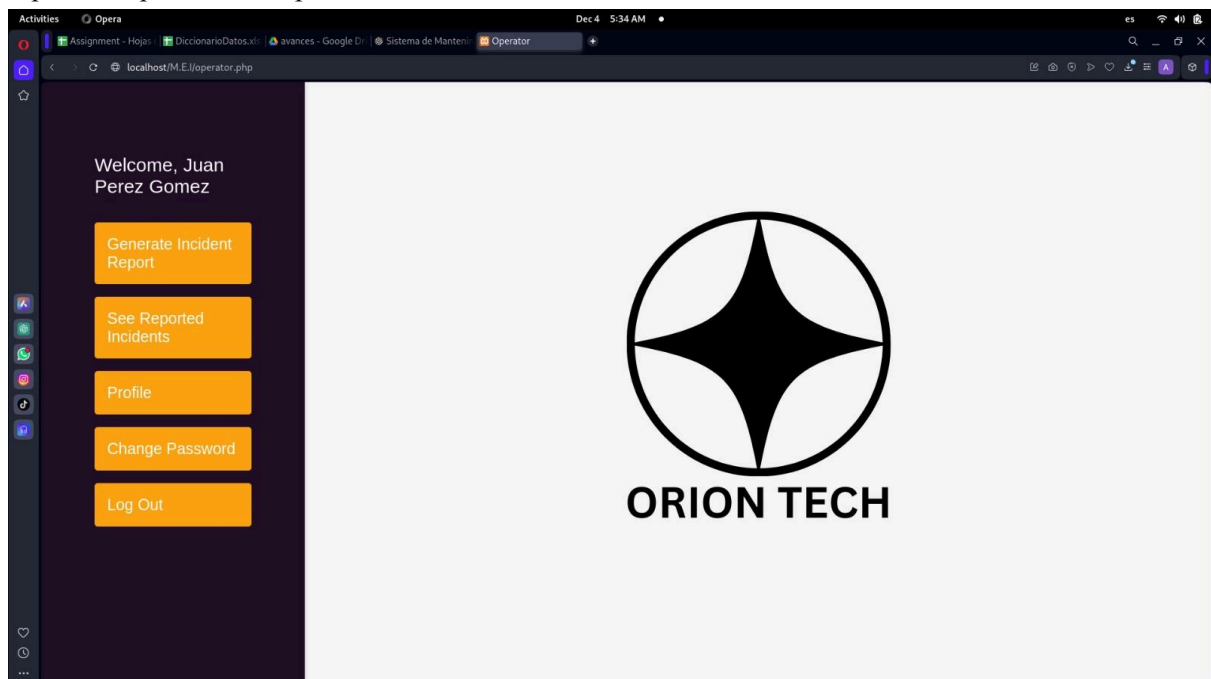 Activities Opera Dec 4 5:34 AM es
Assignment - Hojas DiccionarioDatos.xls avances - Google Dr Sistema de Manteni Operator
localhost/M.E.I/operator.php A
Welcome, Juan
Perez Gomez
Generate Incident
Report
See Reported
Incidents
Profile
Change Password
Log Out
ORION TECH